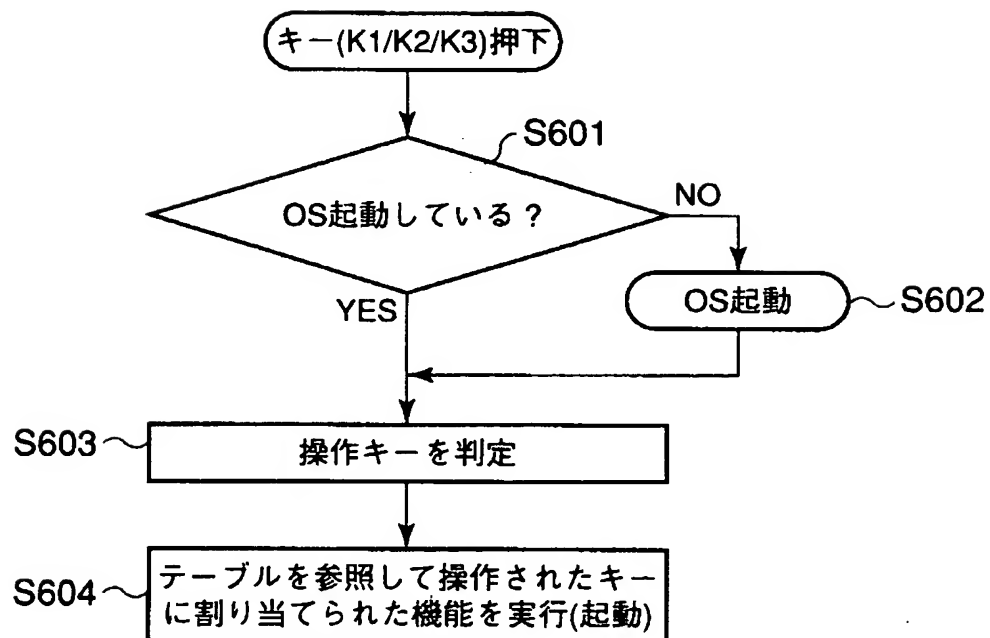 キー(K1/K2/K3)押下
S601
OS起動している？
NO
YES
OS起動
S602
S603
操作キーを判定
S604
テーブルを参照して操作されたキー
に割り当てられた機能を実行(起動)